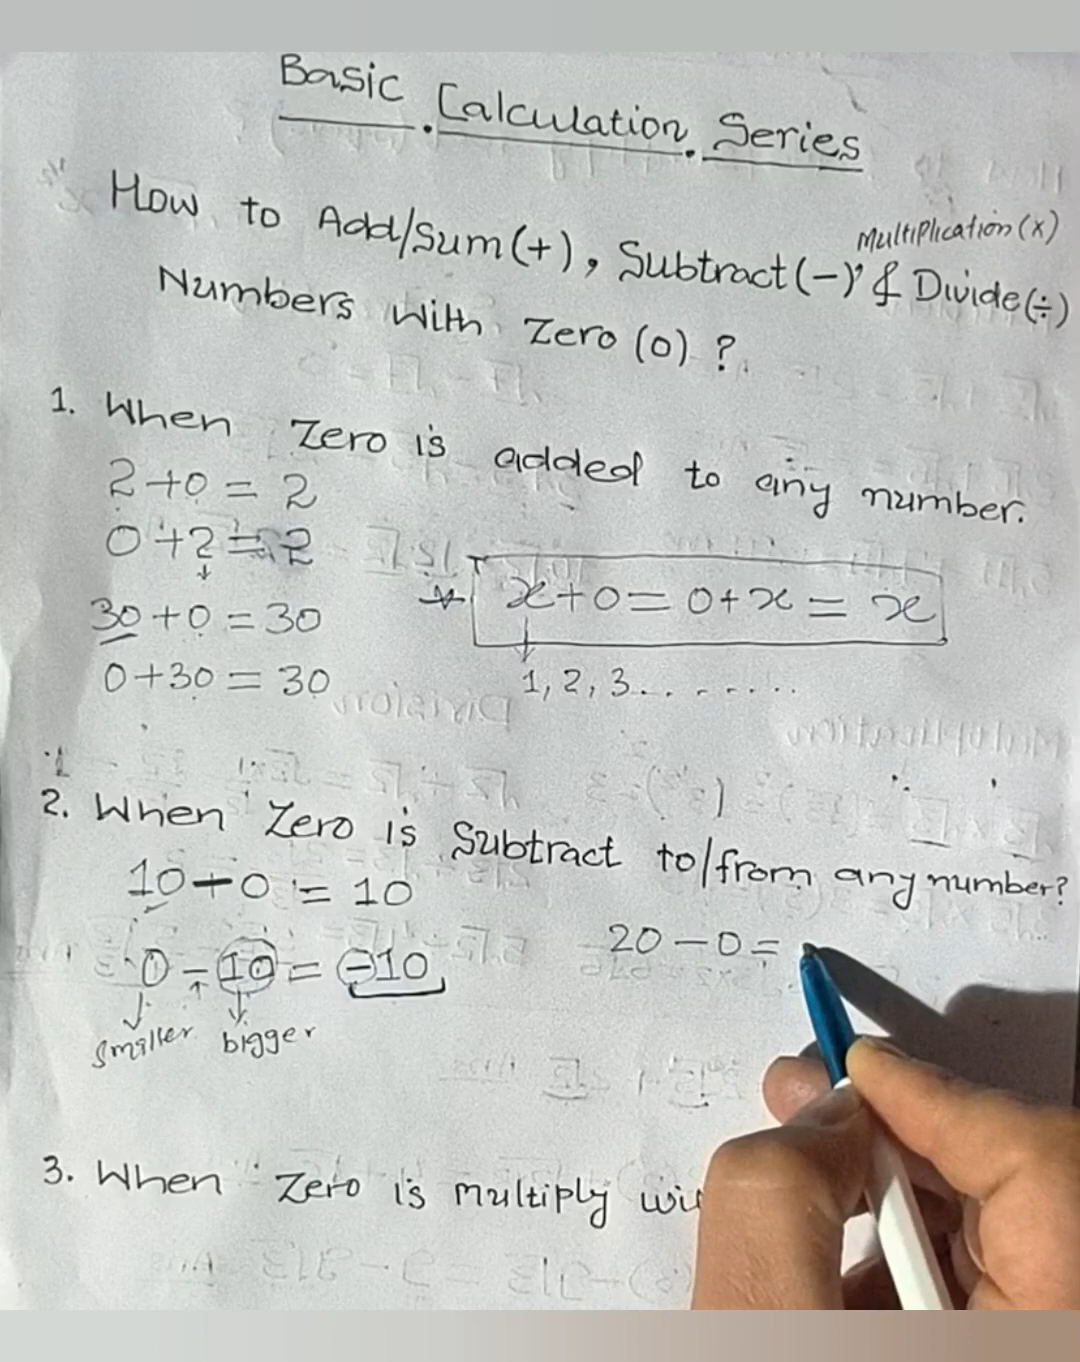 Basic Calculation Series
How to Add/Sum(+), Subtract(-), Multiplication(x) & Divide(÷)
Numbers with Zero (0) ?
1. When Zero is added to any number.
2+0 = 2
0+2 = 2
30+0 = 30
0+30 = 30
x+0 = 0+x = x
1, 2, 3........
2. When Zero is Subtract to/from any number?
10-0 = 10
0-10 = -10
smaller bigger
20-0 =
3. When Zero is multiply